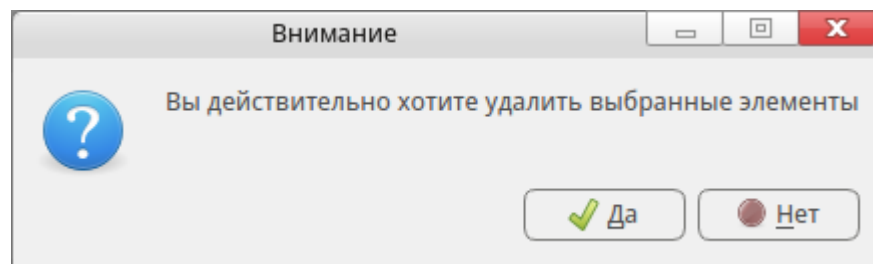 Внимание
Вы действительно хотите удалить выбранные элементы
Да
Нет